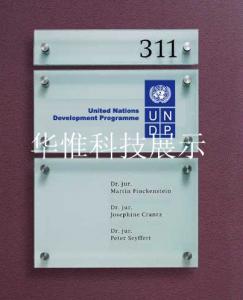 311
United Nations
Development Programme
U N
D P
华惟科技展示
Dr. jur.
Martin Finckenstein
Dr. jur.
Josephine Crantz
Dr. jur.
Peter Seyffert